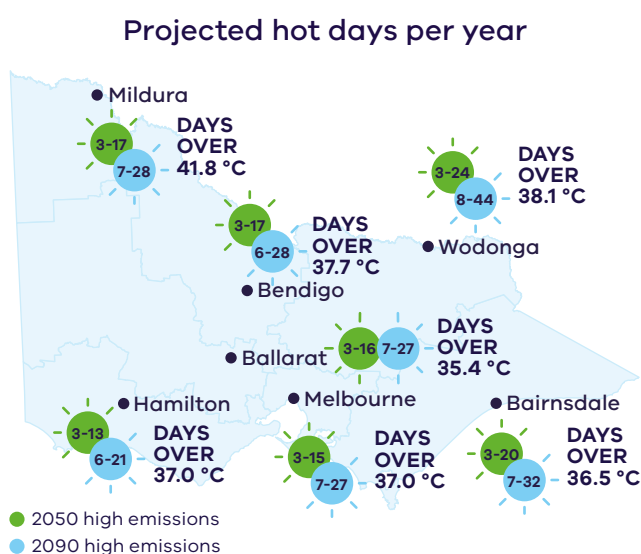 Projected hot days per year
Mildura
3-17
7-28
DAYS
OVER
41.8 °C
3-24
8-44
DAYS
OVER
38.1 °C
Wodonga
3-17
6-28
DAYS
OVER
37.7 °C
Bendigo
Ballarat
3-16
7-27
DAYS
OVER
35.4 °C
Hamilton
3-13
6-21
DAYS
OVER
37.0 °C
Melbourne
3-15
7-27
DAYS
OVER
37.0 °C
Bairnsdale
3-20
7-32
DAYS
OVER
36.5 °C
2050 high emissions
2090 high emissions